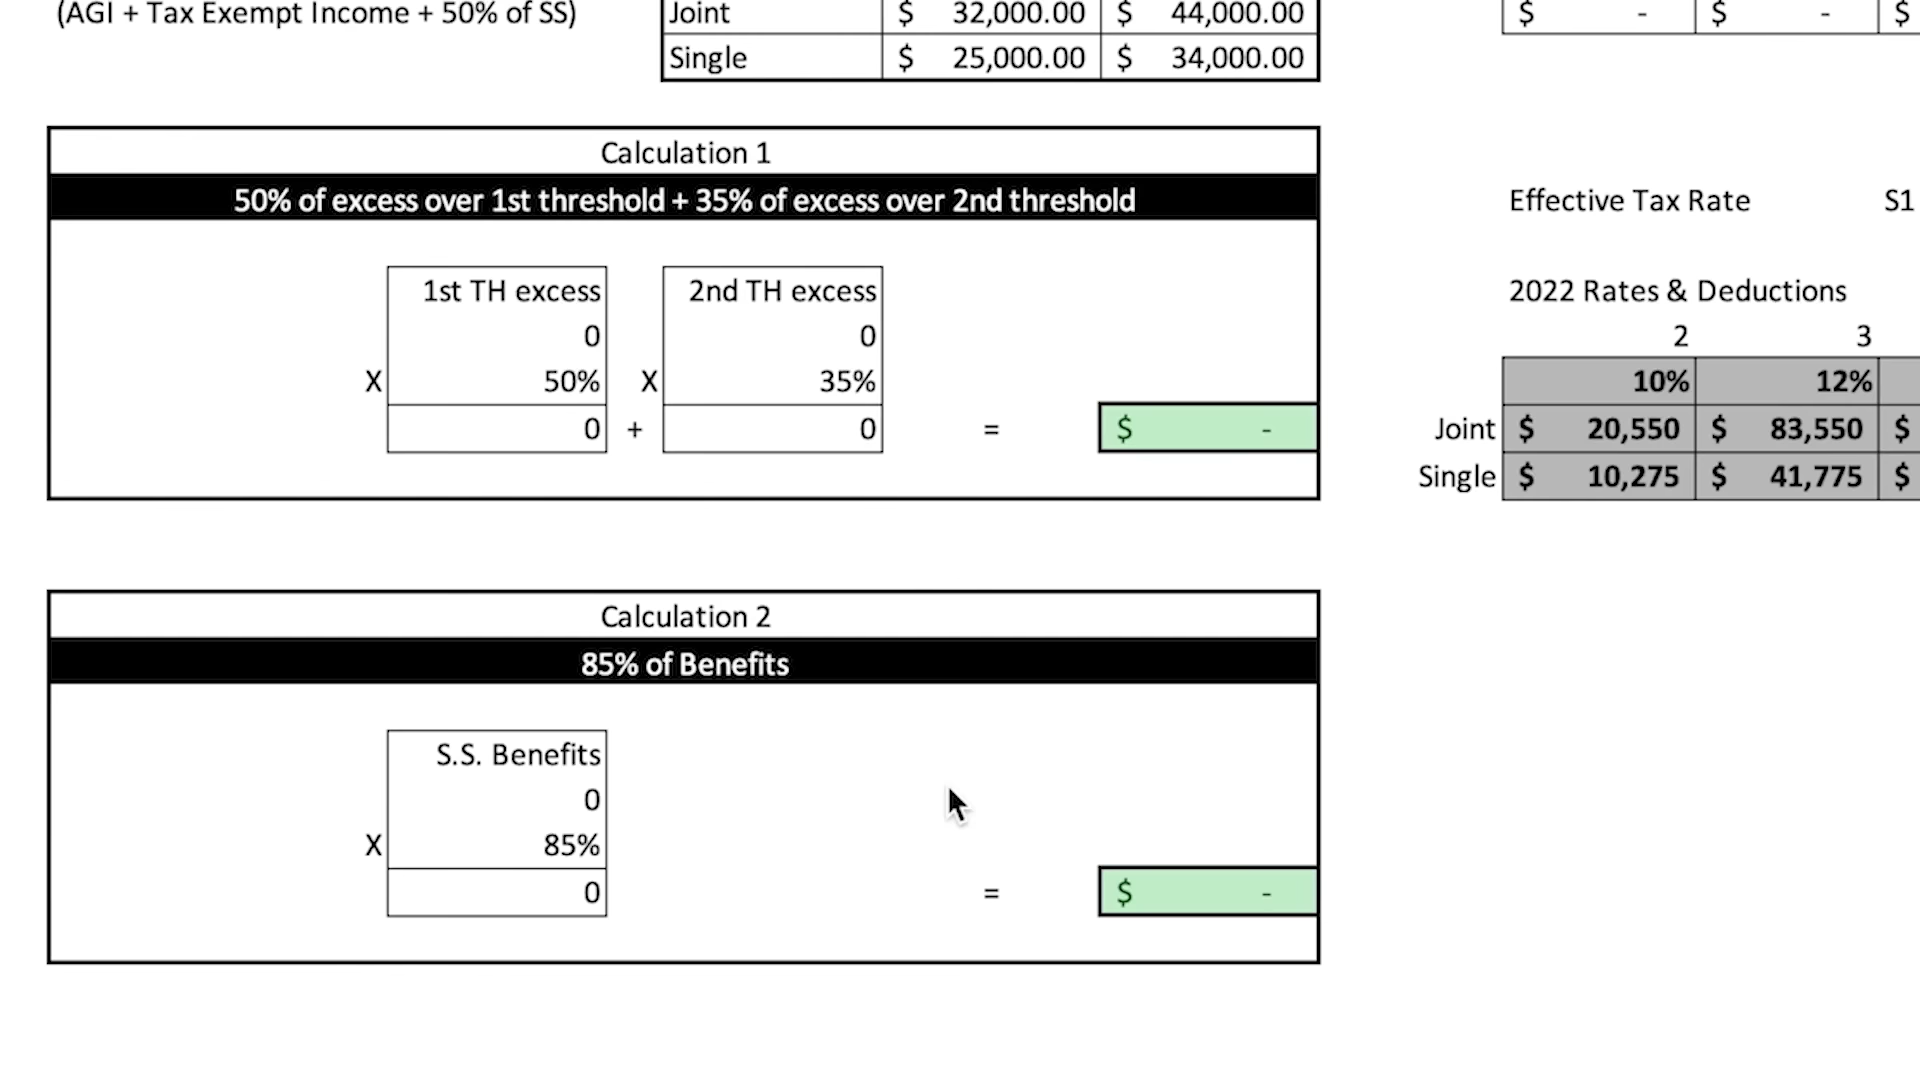 (AGI + Tax Exempt Income + 50% of SS)
Joint $ 32,000.00 $ 44,000.00
Single $ 25,000.00 $ 34,000.00
$ - $ - $
Calculation 1
50% of excess over 1st threshold + 35% of excess over 2nd threshold
1st TH excess 2nd TH excess
0 0
X 50% X 35%
0 + 0 = $ -
Effective Tax Rate S1
2022 Rates & Deductions
2 3
10% 12%
Joint $ 20,550 $ 83,550 $
Single $ 10,275 $ 41,775 $
Calculation 2
85% of Benefits
S.S. Benefits
0
X 85%
0 = $ -